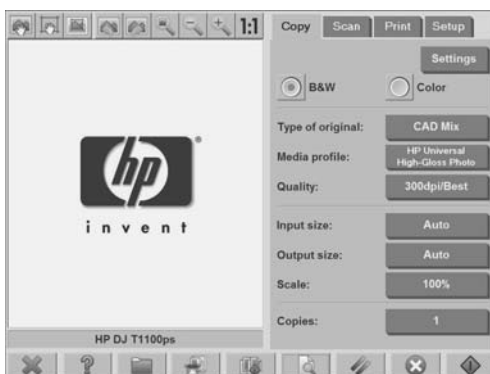 1:1
Copy Scan Print Setup
Settings
B&W Color
Type of original: CAD Mix
Media profile: HP Universal
High-Gloss Photo
Quality: 300dpi/Best
Input size: Auto
Output size: Auto
Scale: 100%
Copies: 1
hp
invent
HP DJ T1100ps